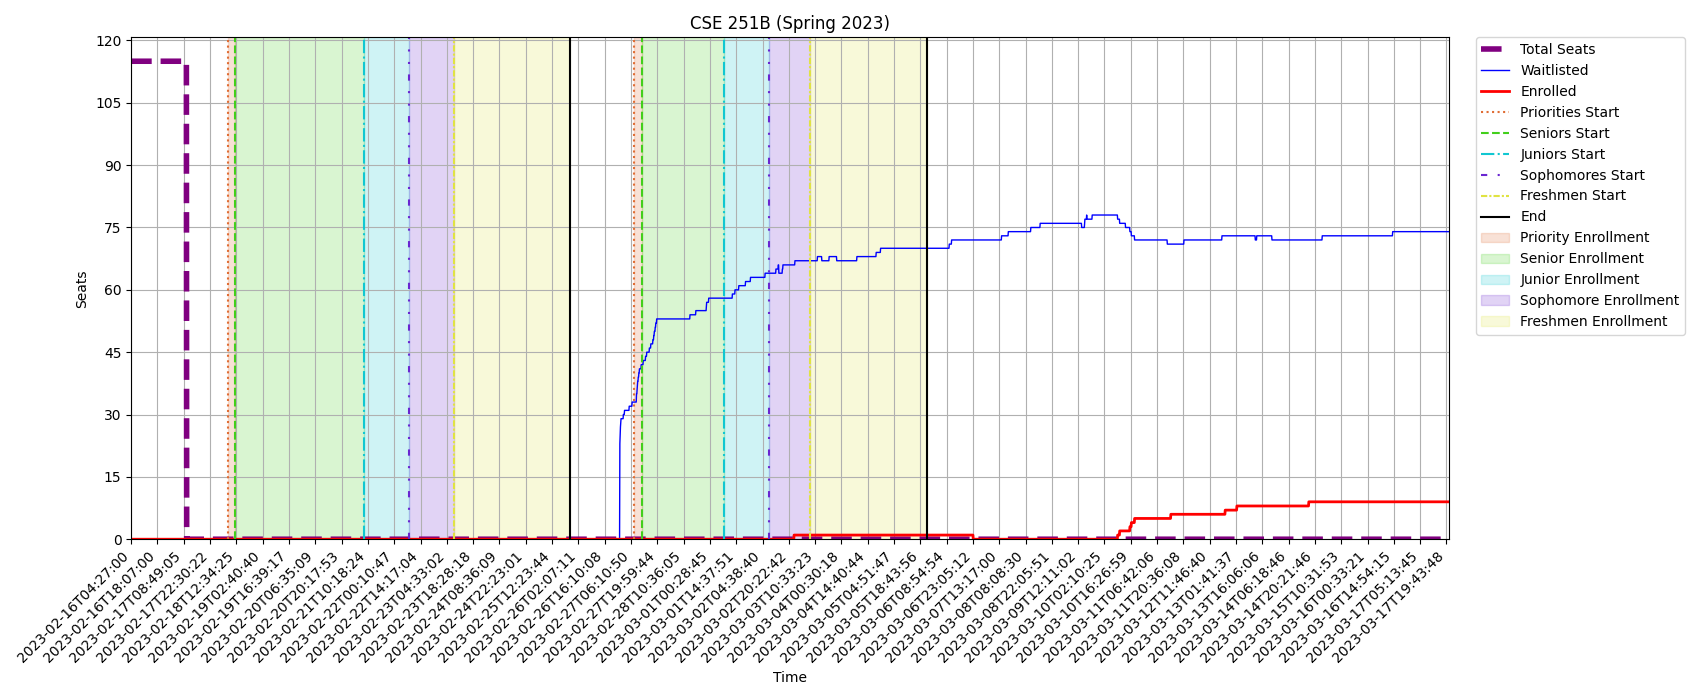 CSE 251B (Spring 2023)
120
105
90
75
60
45
30
15
0
Seats
2023-02-16T04:27:00
2023-02-16T18:07:00
2023-02-17T08:49:05
2023-02-17T22:30:22
2023-02-18T12:34:25
2023-02-19T02:40:40
2023-02-19T16:39:17
2023-02-20T06:35:09
2023-02-20T20:17:53
2023-02-21T10:18:24
2023-02-22T00:10:47
2023-02-22T14:17:04
2023-02-23T04:33:02
2023-02-23T18:28:18
2023-02-24T08:36:09
2023-02-24T22:23:01
2023-02-25T12:23:44
2023-02-26T02:07:11
2023-02-26T16:10:08
2023-02-27T06:10:50
2023-02-27T19:59:44
2023-02-28T10:36:05
2023-03-01T00:28:45
2023-03-01T14:37:51
2023-03-02T04:38:40
2023-03-02T20:22:42
2023-03-03T10:33:23
2023-03-04T00:30:18
2023-03-04T14:40:44
2023-03-05T04:51:47
2023-03-05T18:43:56
2023-03-06T08:54:54
2023-03-06T23:05:12
2023-03-07T13:17:00
2023-03-08T08:08:30
2023-03-08T22:05:51
2023-03-09T12:11:02
2023-03-10T02:10:25
2023-03-10T16:26:59
2023-03-11T06:42:06
2023-03-11T20:36:08
2023-03-12T11:46:40
2023-03-13T01:41:37
2023-03-13T16:06:06
2023-03-14T06:18:46
2023-03-14T20:21:46
2023-03-15T10:31:53
2023-03-16T00:33:21
2023-03-16T14:54:15
2023-03-17T05:13:45
2023-03-17T19:43:48
Time
Total Seats
Waitlisted
Enrolled
Priorities Start
Seniors Start
Juniors Start
Sophomores Start
Freshmen Start
End
Priority Enrollment
Senior Enrollment
Junior Enrollment
Sophomore Enrollment
Freshmen Enrollment